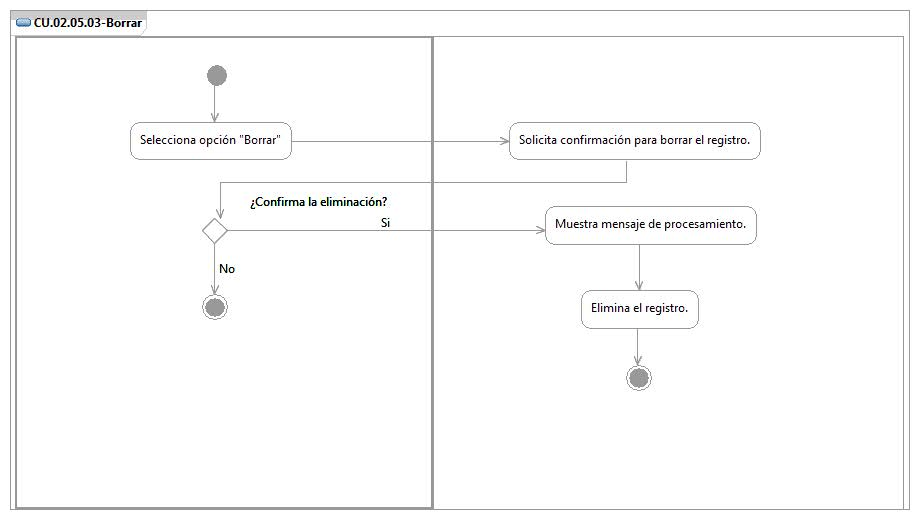 CU.02.05.03-Borrar
Selecciona opción "Borrar"
Solicita confirmación para borrar el registro.
¿Confirma la eliminación?
Si
Muestra mensaje de procesamiento.
No
Elimina el registro.